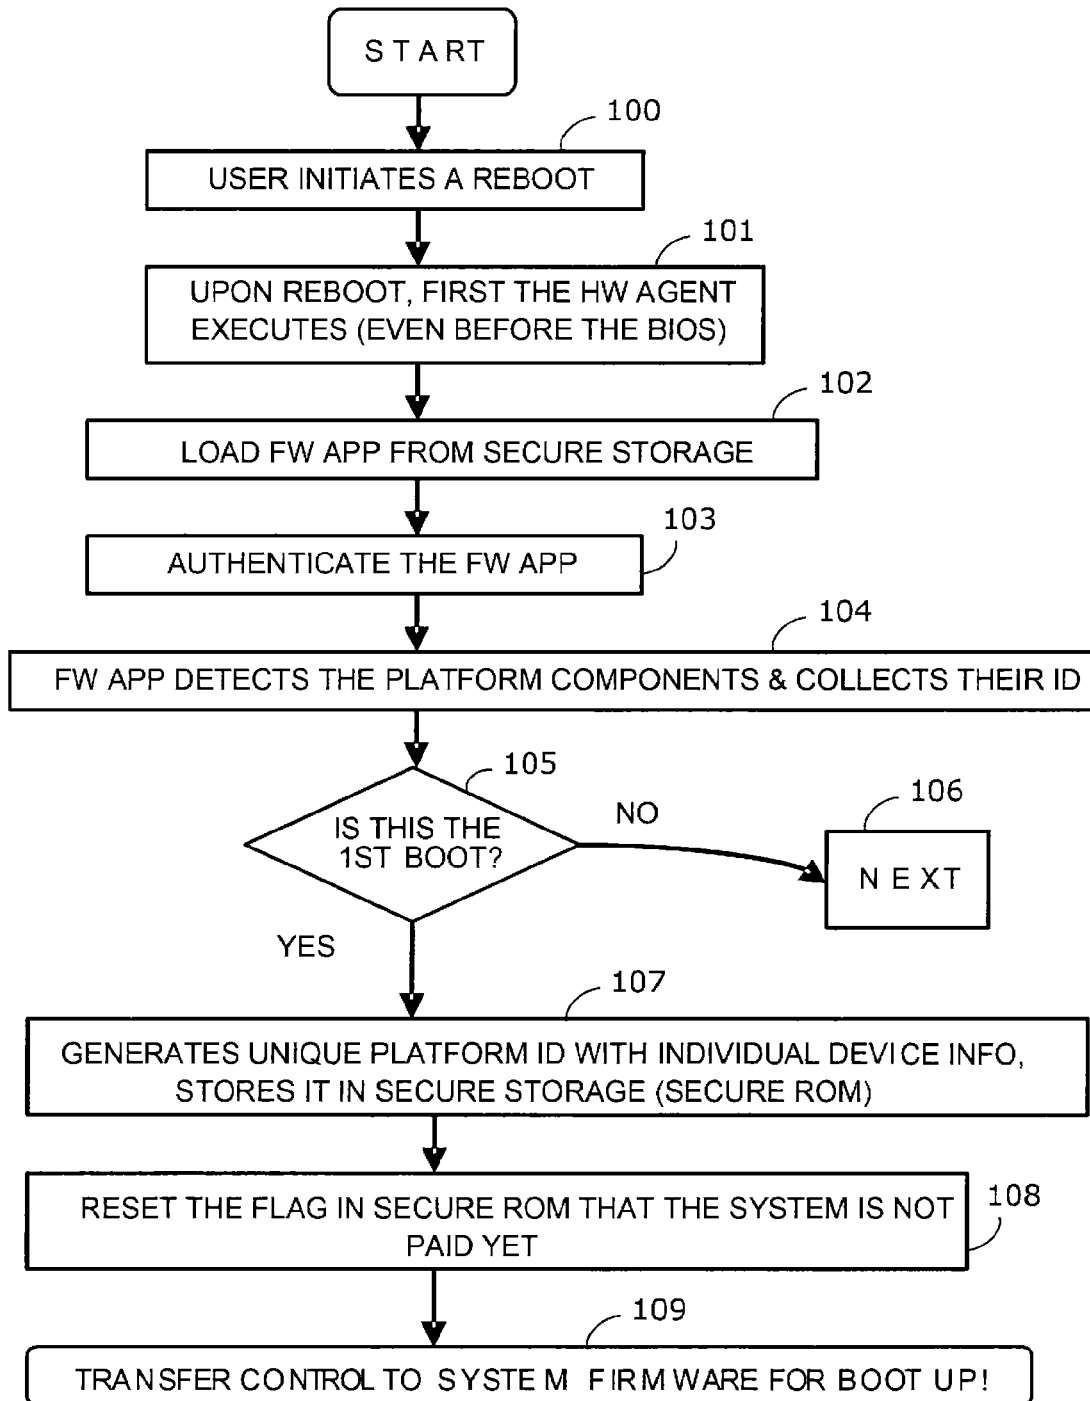 START
100
USER INITIATES A REBOOT
101
UPON REBOOT, FIRST THE HW AGENT
EXECUTES (EVEN BEFORE THE BIOS)
102
LOAD FW APP FROM SECURE STORAGE
103
AUTHENTICATE THE FW APP
104
FW APP DETECTS THE PLATFORM COMPONENTS & COLLECTS THEIR ID
105
IS THIS THE
1ST BOOT?
NO
106
NEXT
YES
107
GENERATES UNIQUE PLATFORM ID WITH INDIVIDUAL DEVICE INFO,
STORES IT IN SECURE STORAGE (SECURE ROM)
RESET THE FLAG IN SECURE ROM THAT THE SYSTEM IS NOT
PAID YET
108
109
TRANSFER CONTROL TO SYSTEM FIRMWARE FOR BOOT UP!